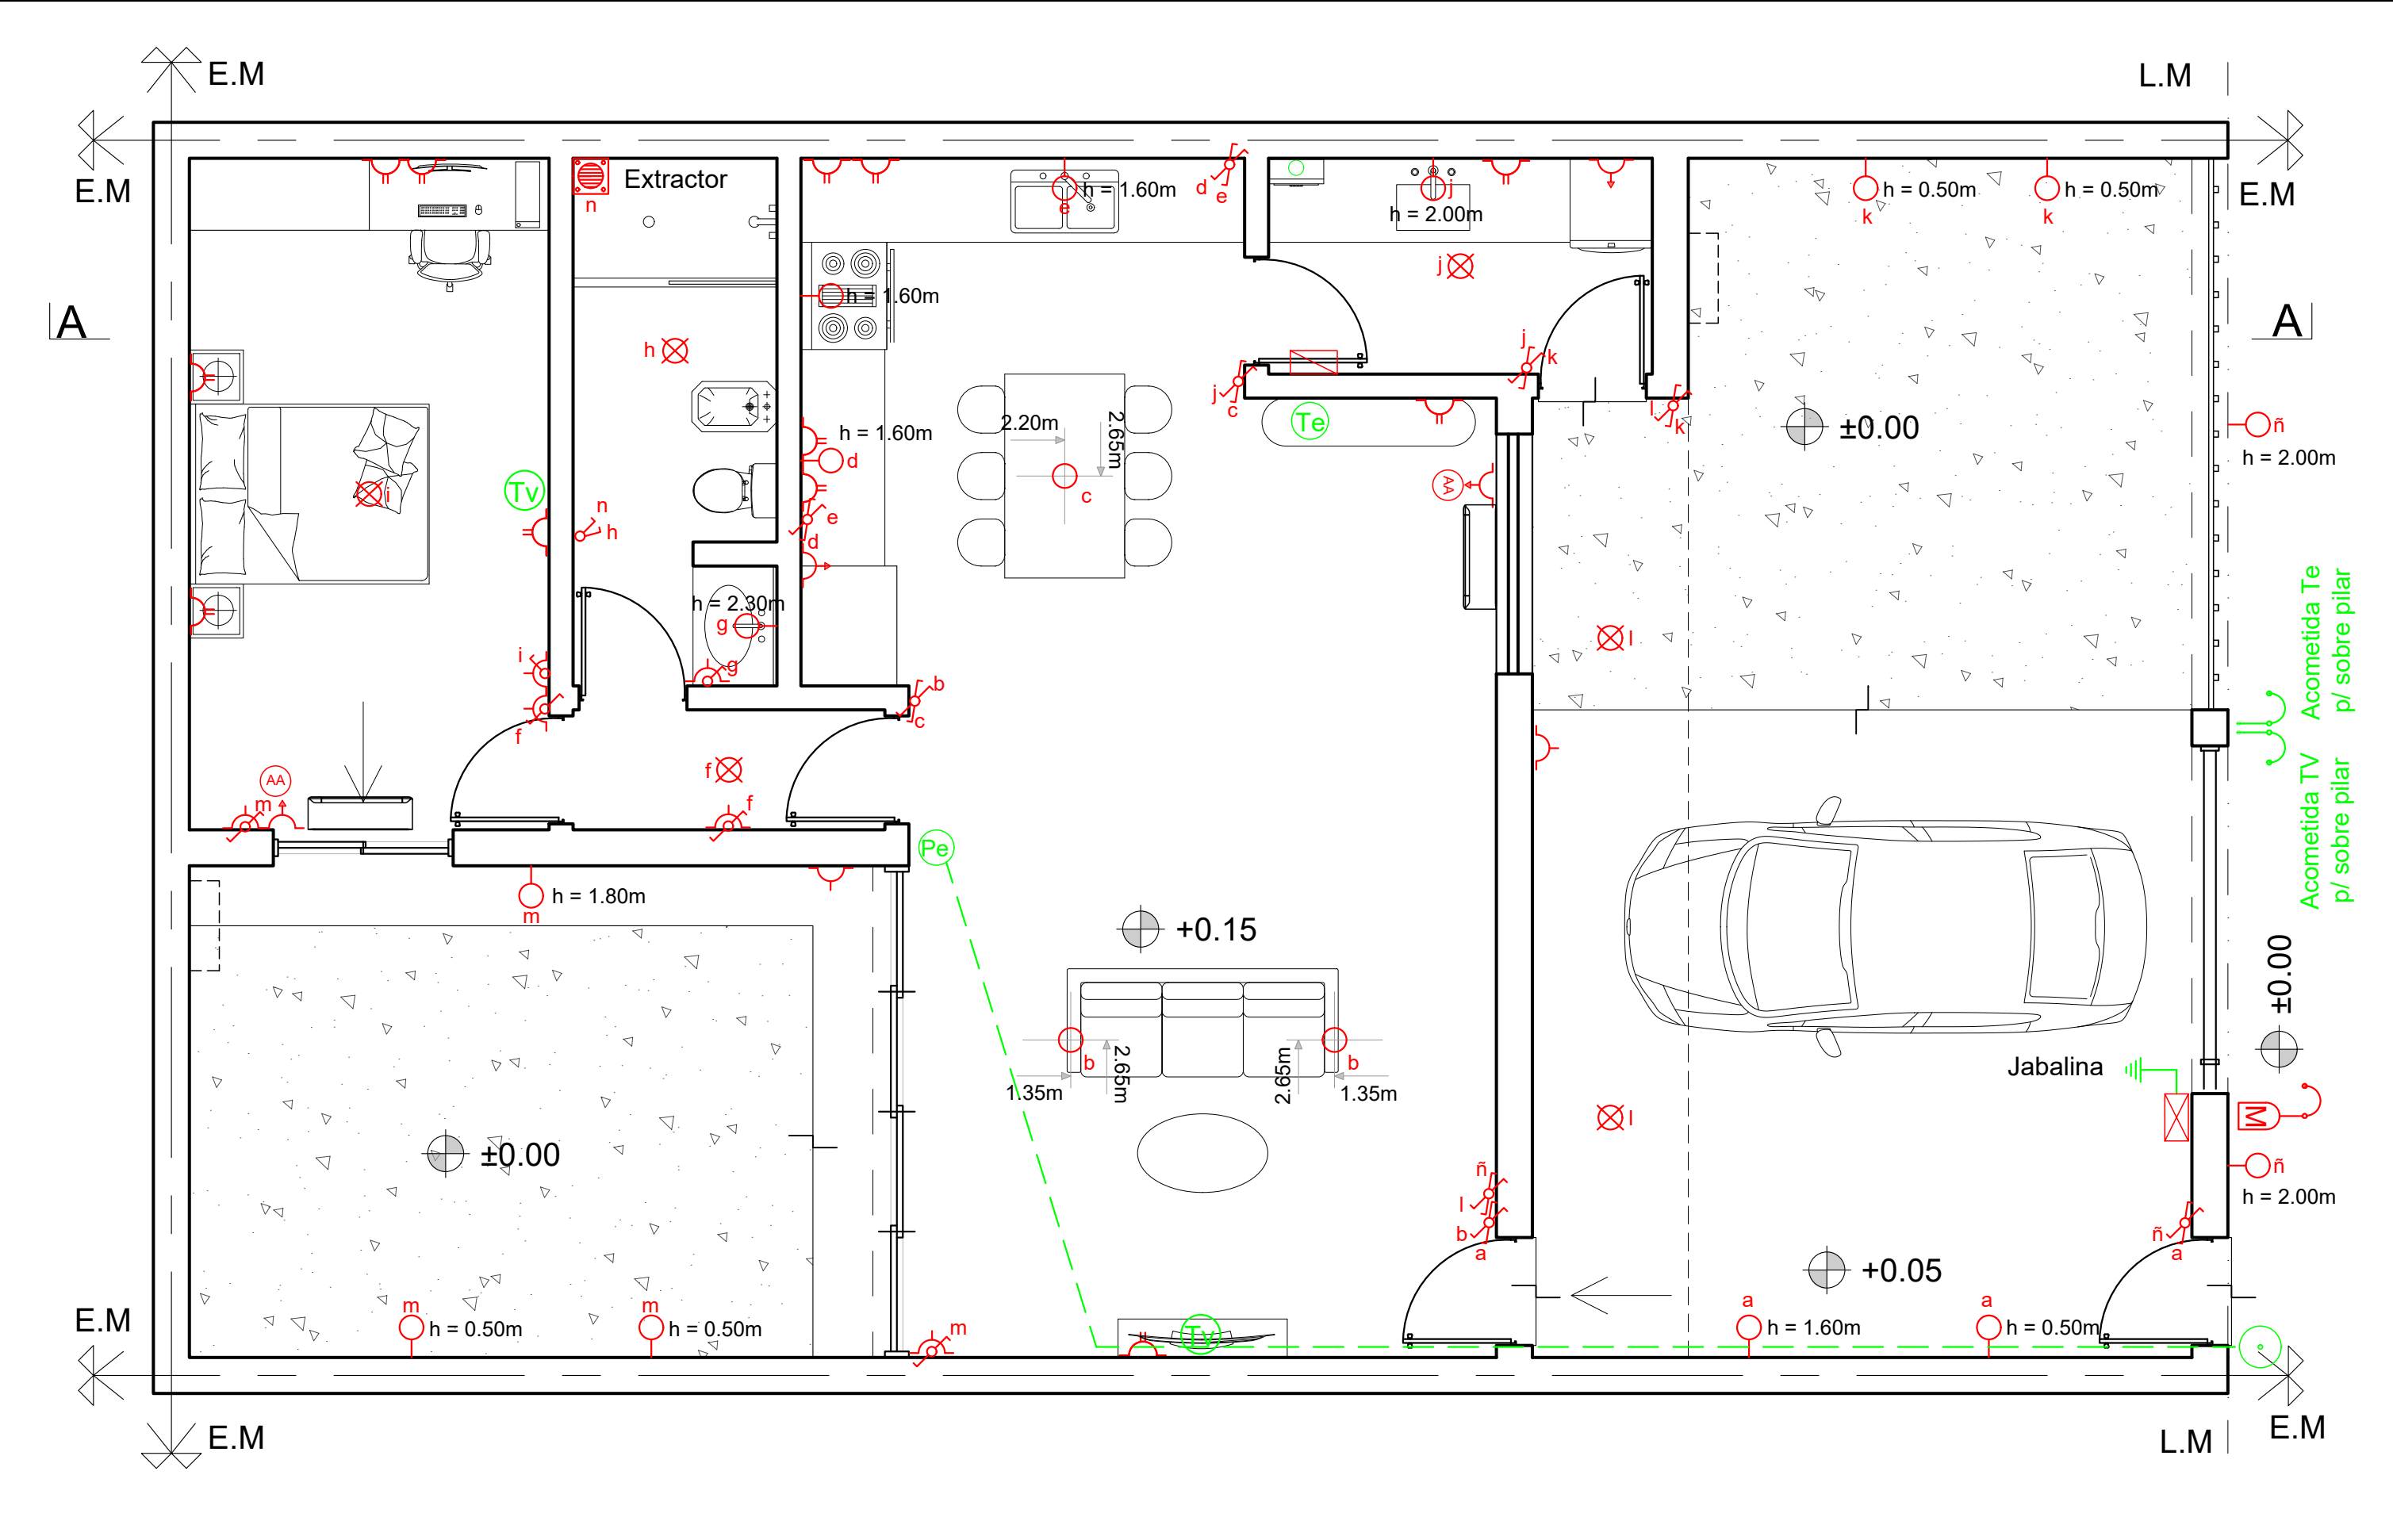 E.M
L.M
E.M
E.M
Extractor
n
h = 1.60m
e
d
e
j
h = 2.00m
h = 0.50m
k
h = 0.50m
k
A
A
j
h = 1.60m
h
j
k
j
c
l
k
2.20m
2.65m
c
h = 1.60m
d
Te
±0.00
ñ
h = 2.00m
i
Tv
AA
n
h
e
d
h = 2.30m
g
g
l
i
f
b
c
Acometida Te
p/ sobre pilar
Acometida TV
p/ sobre pilar
f
AA
m
f
Pe
h = 1.80m
m
+0.15
±0.00
b
2.65m
1.35m
2.65m
b
1.35m
Jabalina
M
l
±0.00
ñ
h = 2.00m
ñ
l
b
a
ñ
a
+0.05
E.M
m
h = 0.50m
m
h = 0.50m
m
Tv
a
h = 1.60m
a
h = 0.50m
E.M
L.M
E.M